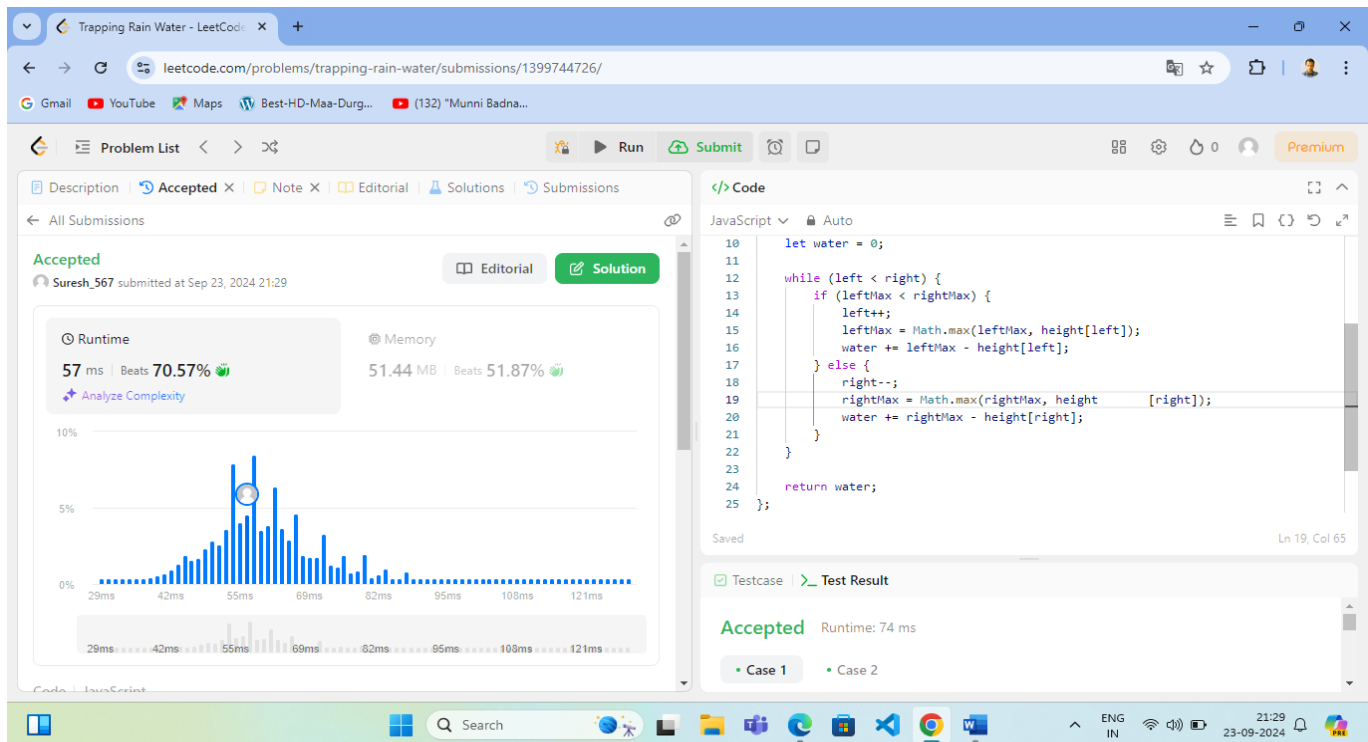 Trapping Rain Water - LeetCode
leetcode.com/problems/trapping-rain-water/submissions/1399744726/
Gmail YouTube Maps Best-HD-Maa-Durg... (132) "Munni Badna...
Problem List Run Submit 0 Premium
Description Accepted Note Editorial Solutions Submissions
All Submissions
Accepted
Suresh_567 submitted at Sep 23, 2024 21:29
Editorial Solution
Runtime
57 ms Beats 70.57%
Analyze Complexity
Memory
51.44 MB Beats 51.87%
10%
5%
0%
29ms 42ms 55ms 69ms 82ms 95ms 108ms 121ms
29ms 42ms 55ms 69ms 82ms 95ms 108ms 121ms
Code JavaScript
</> Code
JavaScript Auto
10 let water = 0;
11
12 while (left < right) {
13 if (leftMax < rightMax) {
14 left++;
15 leftMax = Math.max(leftMax, height[left]);
16 water += leftMax - height[left];
17 } else {
18 right--;
19 rightMax = Math.max(rightMax, height [right]);
20 water += rightMax - height[right];
21 }
22 }
23
24 return water;
25 };
Saved Ln 19, Col 65
Testcase Test Result
Accepted Runtime: 74 ms
Case 1 Case 2
Search
ENG
IN
21:29
23-09-2024
PRE